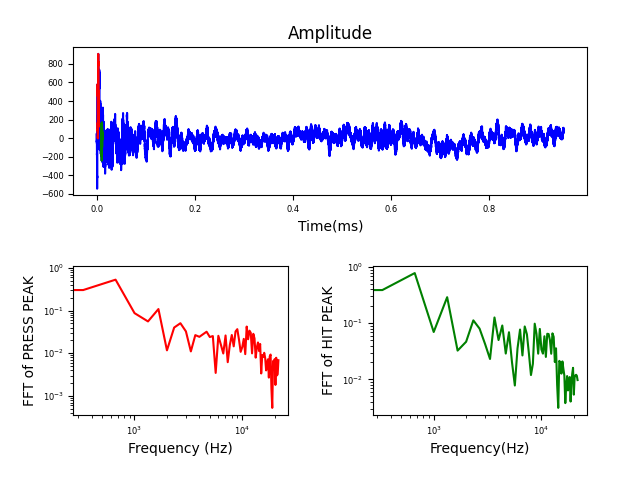 Amplitude
800
600
400
200
0
−200
−400
−600
0.0 0.2 0.4 0.6 0.8
Time(ms)
FFT of PRESS PEAK
10⁰
10⁻¹
10⁻²
10⁻³
10³ 10⁴
Frequency (Hz)
FFT of HIT PEAK
10⁰
10⁻¹
10⁻²
10³ 10⁴
Frequency(Hz)